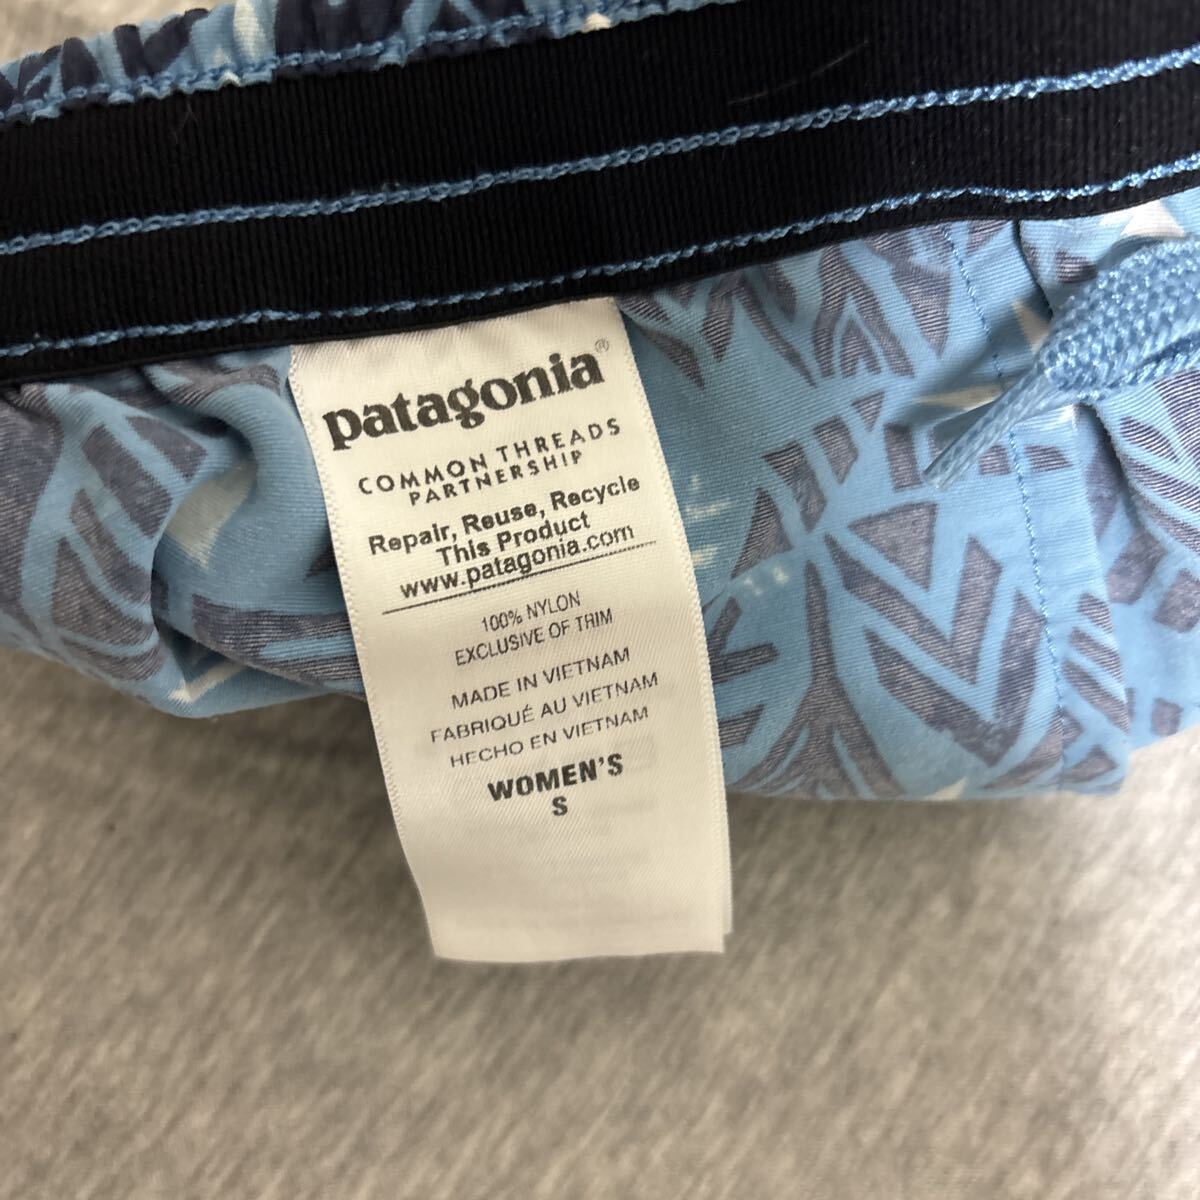 patagonia®
COMMON THREADS
PARTNERSHIP
Repair, Reuse, Recycle
This Product
www.patagonia.com
100% NYLON
EXCLUSIVE OF TRIM
MADE IN VIETNAM
FABRIQUÉ AU VIETNAM
HECHO EN VIETNAM
WOMEN'S
S